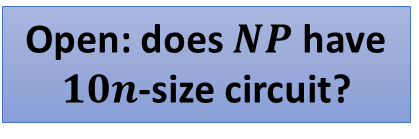 Open: does NP have
10n-size circuit?